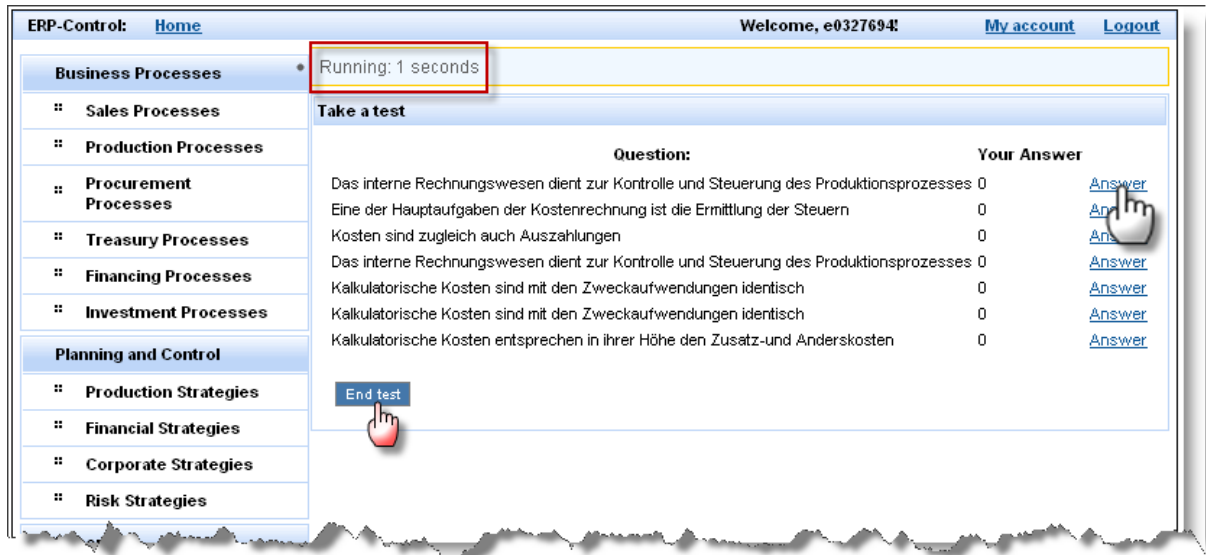 ERP-Control: Home Welcome, e0327694! My account Logout
Business Processes
Sales Processes
Production Processes
Procurement
Processes
Treasury Processes
Financing Processes
Investment Processes
Planning and Control
Production Strategies
Financial Strategies
Corporate Strategies
Risk Strategies
Running: 1 seconds
Take a test
Question: Your Answer
Das interne Rechnungswesen dient zur Kontrolle und Steuerung des Produktionsprozesses 0 Answer
Eine der Hauptaufgaben der Kostenrechnung ist die Ermittlung der Steuern 0
Kosten sind zugleich auch Auszahlungen 0
Das interne Rechnungswesen dient zur Kontrolle und Steuerung des Produktionsprozesses 0 Answer
Kalkulatorische Kosten sind mit den Zweckaufwendungen identisch 0 Answer
Kalkulatorische Kosten sind mit den Zweckaufwendungen identisch 0 Answer
Kalkulatorische Kosten entsprechen in ihrer Höhe den Zusatz-und Anderskosten 0 Answer
End test